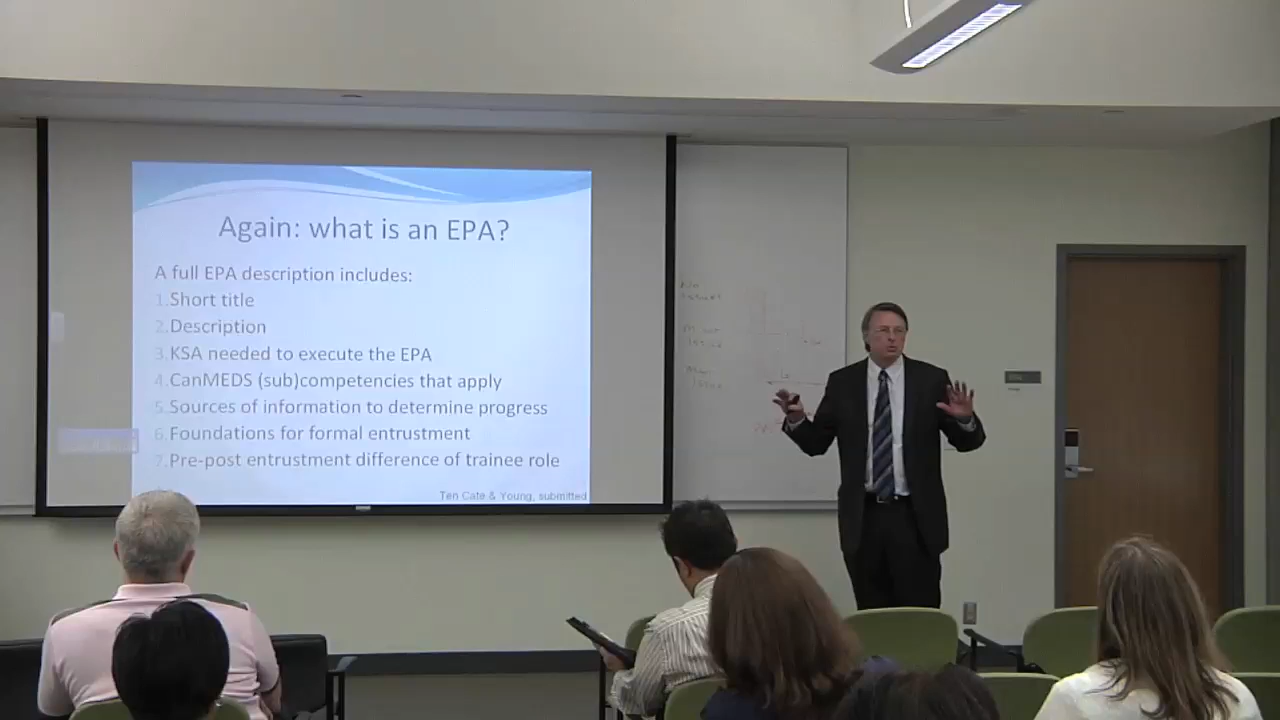 Again: what is an EPA?
A full EPA description includes:
1.Short title
2.Description
3.KSA needed to execute the EPA
4.CanMEDS (sub)competencies that apply
5.Sources of information to determine progress
6.Foundations for formal entrustment
7.Pre-post entrustment difference of trainee role
Ten Cate & Young, submitted